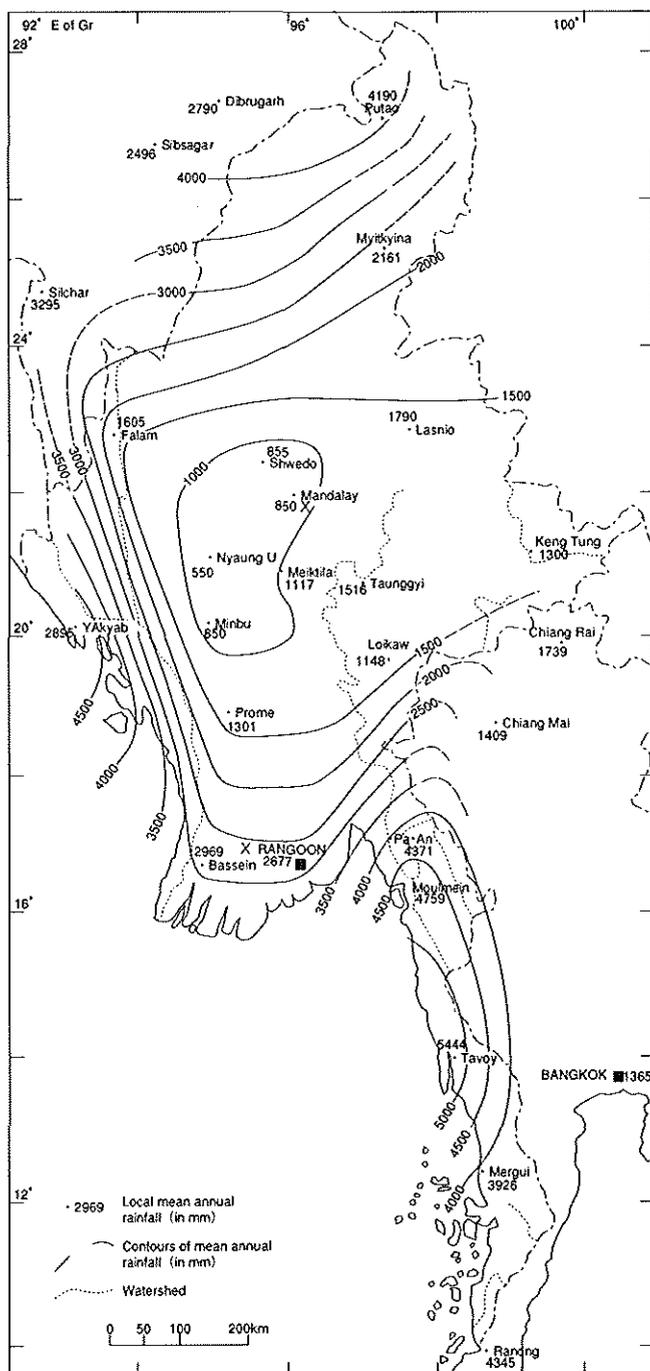 92° E of Gr
96°
100°
28°
4190
Putao
2790
Dibrugarh
Sibsagar
2496
4000
3500
Myitkyina
2161
2000
3000
Silchar
3295
24°
1500
1605
Falam
1790
Lasnio
3000
3500
1000
855
Shwedo
Mandalay
850 X
Keng Tung
1300
Nyaung U
550
Meiktila
1117
1516
Taunggyi
Minbu
850
2895
YAkyab
20°
Loikaw
1148
1500
Chiang Rai
1739
2000
4500
Prome
1301
2500
Chiang Mai
1409
4000
3500
X RANGOON
2677
2969
Bassein
Pa-An
4371
16°
3500
4000
4500
Moulmein
4759
5444
Tavoy
BANGKOK
1365
5000
4500
Mergui
3926
4000
12°
2969
Local mean annual
rainfall (in mm)
Contours of mean annual
rainfall (in mm)
Watershed
0 50 100 200km
Ranong
4345